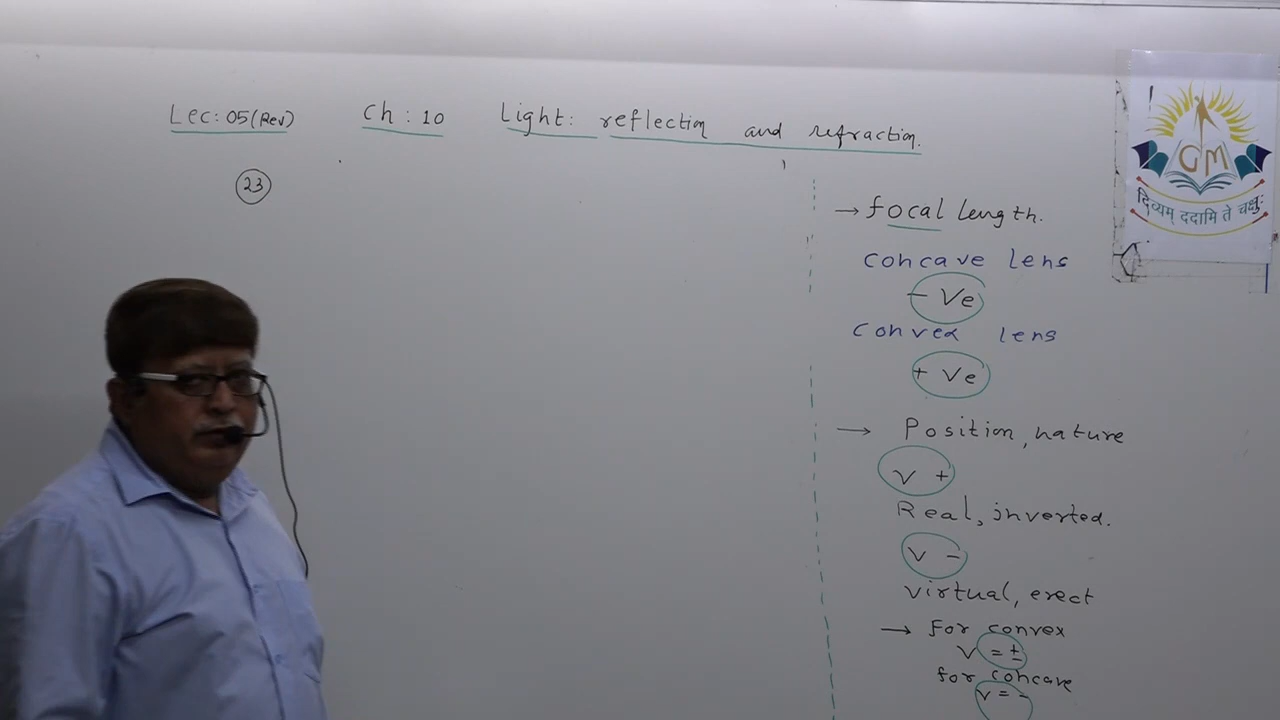 Lec: 05 (Rev) Ch: 10 Light: reflection and refraction.
23
→ focal length.
concave lens
- Ve
convex lens
+ Ve
→ Position, nature
v +
Real, inverted.
v -
virtual, erect
→ For convex
v = ±
for concave
v = -
GM
दिव्यम् ददामि ते चक्षुः